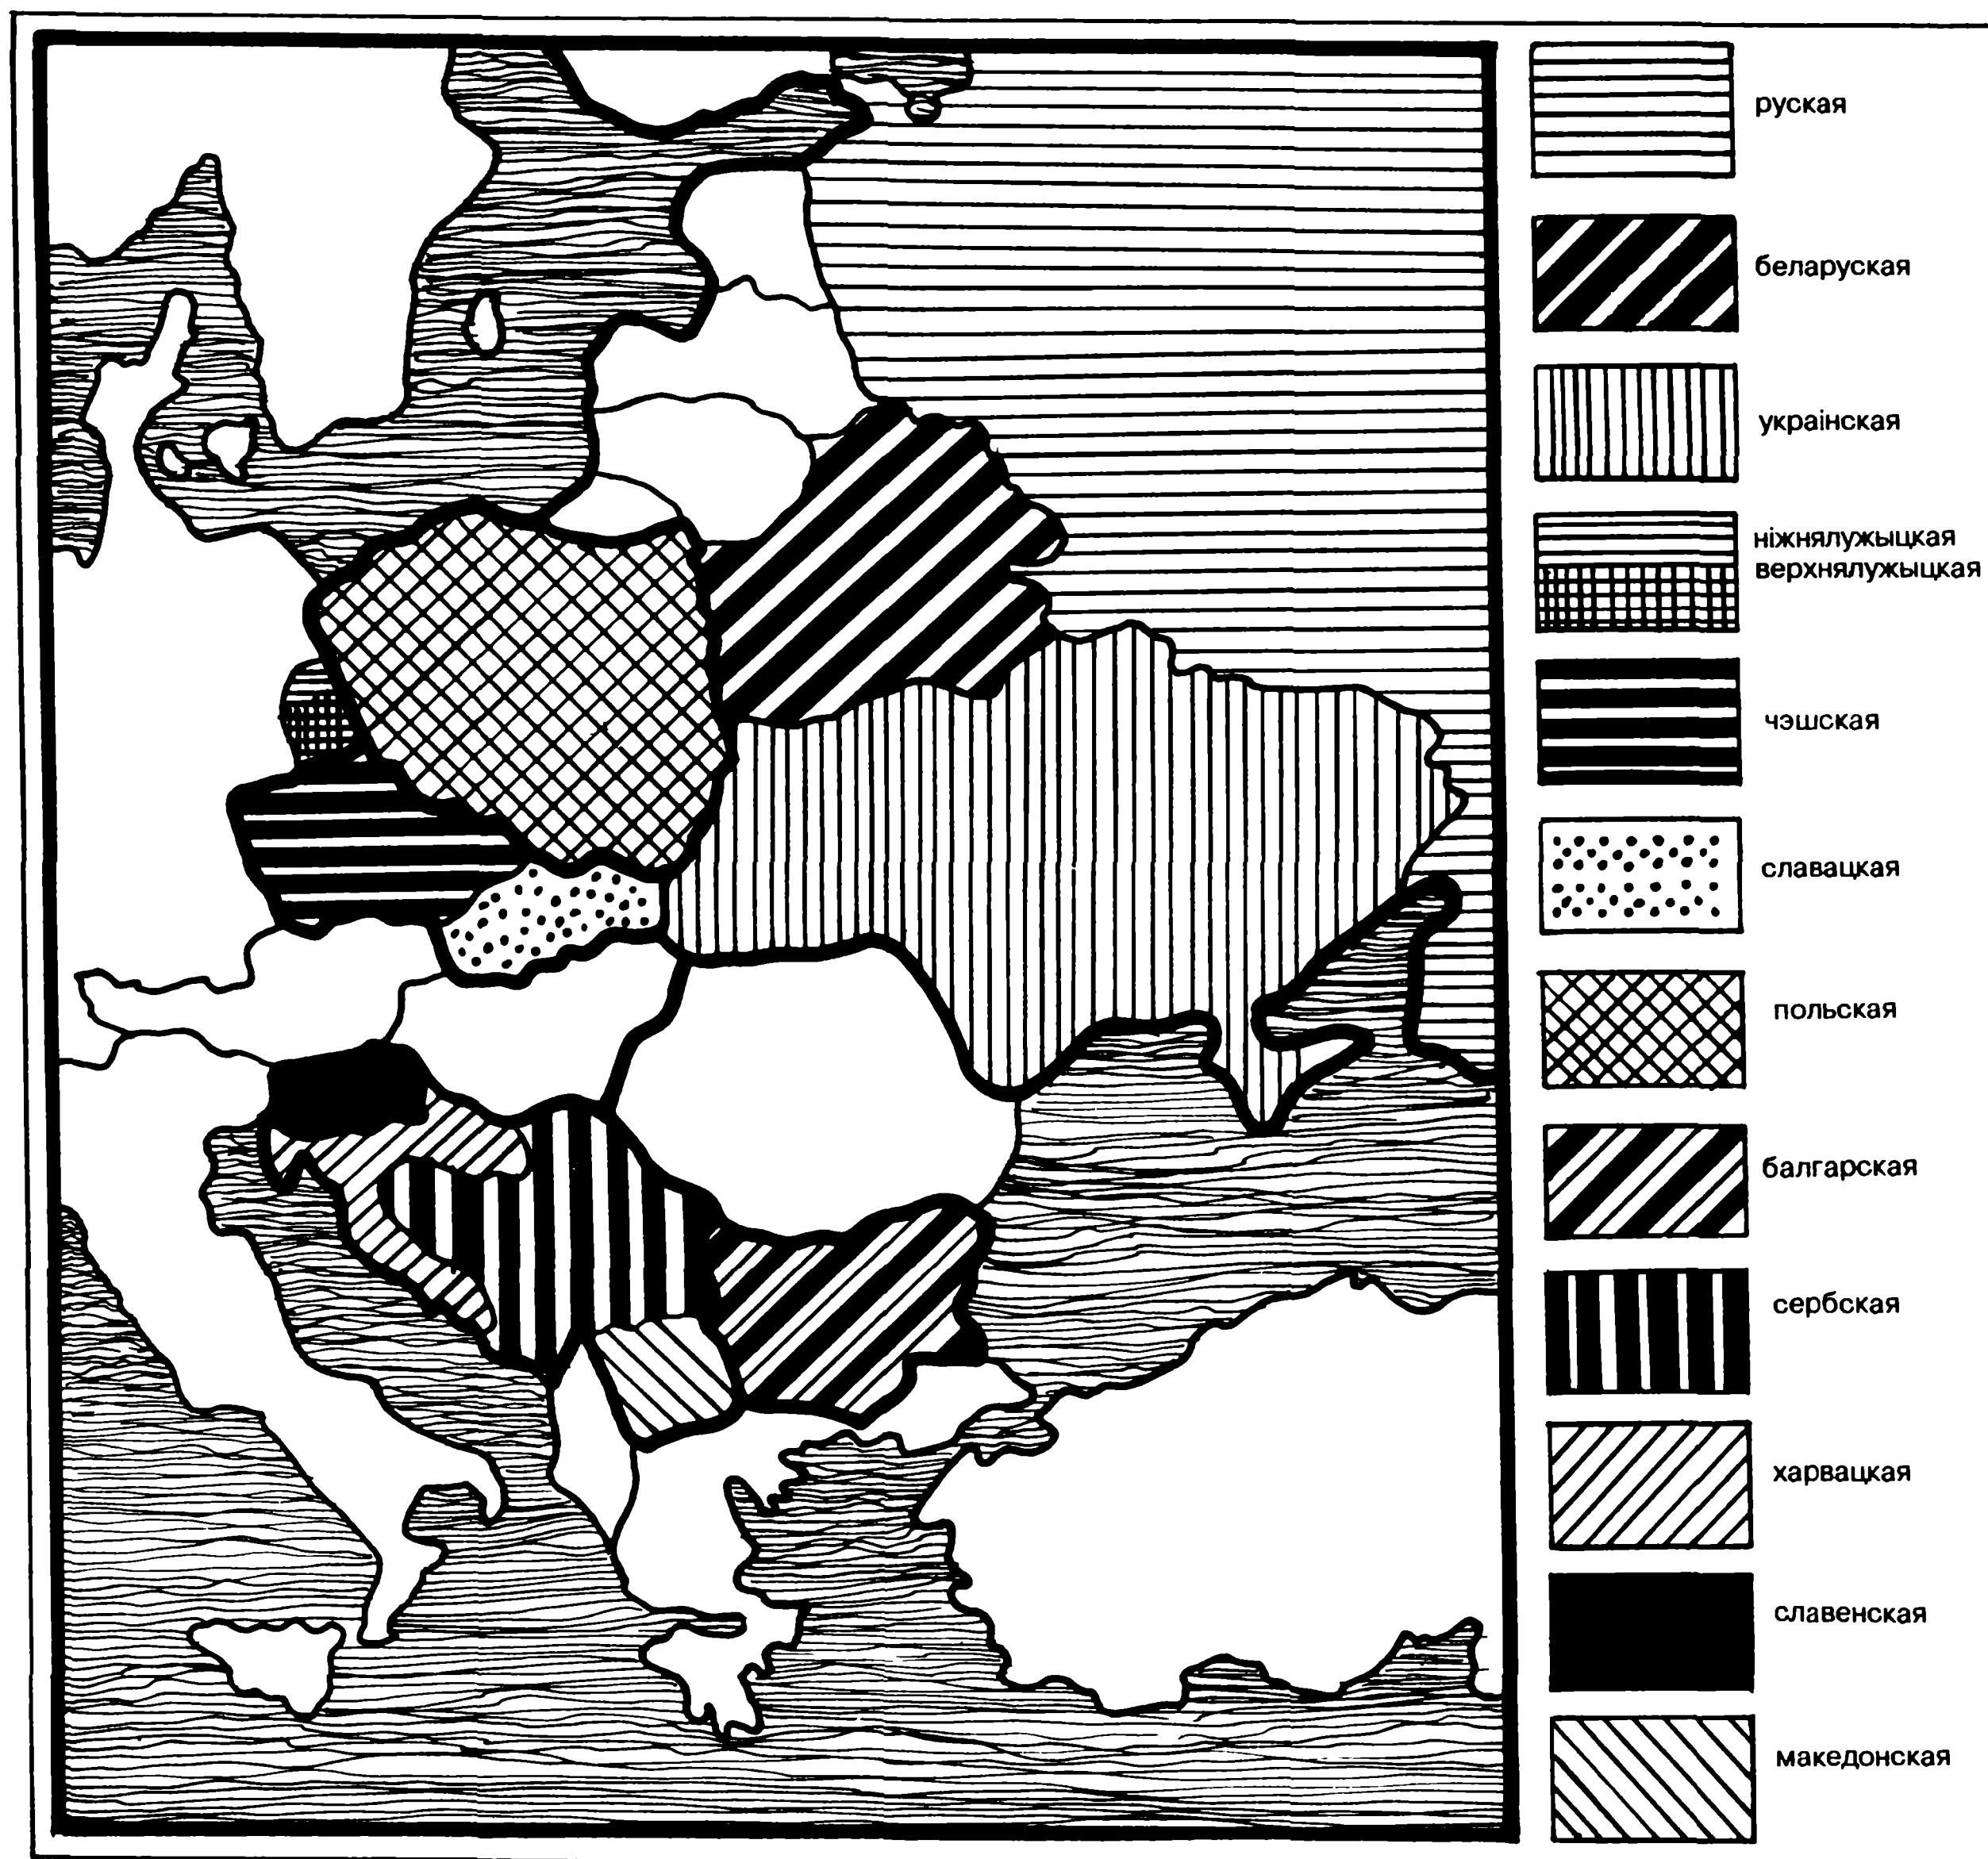 руская
беларуская
украінская
ніжнялужыцкая
верхнялужыцкая
чэшская
славацкая
польская
балгарская
сербская
харвацкая
славенская
македонская